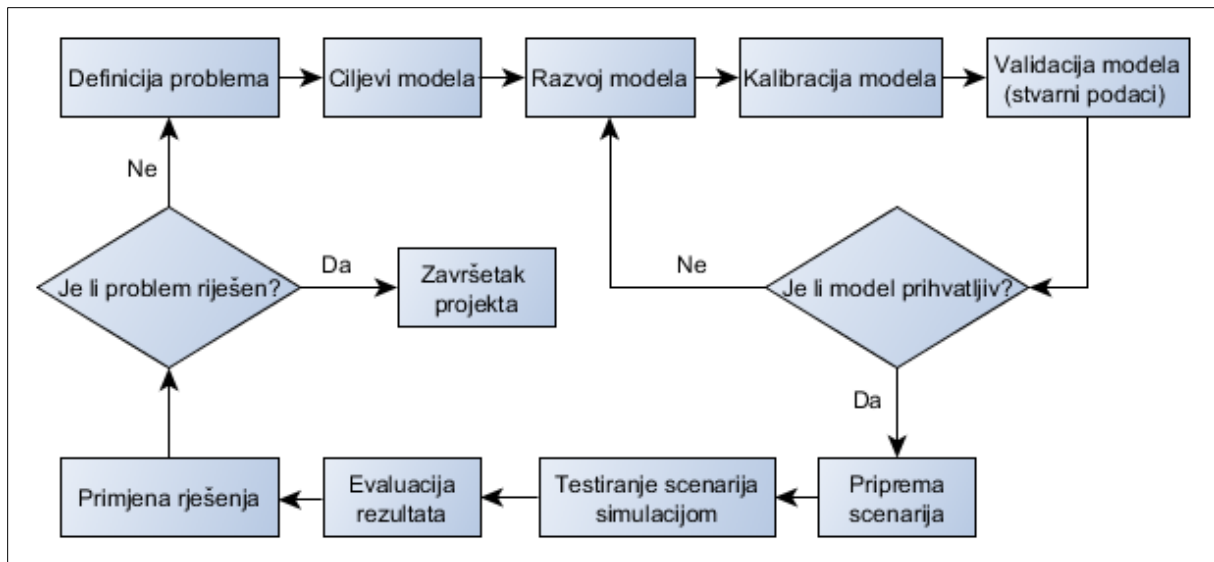 Definicija problema
Ciljevi modela
Razvoj modela
Kalibracija modela
Validacija modela
(stvarni podaci)
Ne
Je li problem riješen?
Da
Završetak
projekta
Ne
Je li model prihvatljiv?
Da
Primjena rješenja
Evaluacija
rezultata
Testiranje scenarija
simulacijom
Priprema
scenarija